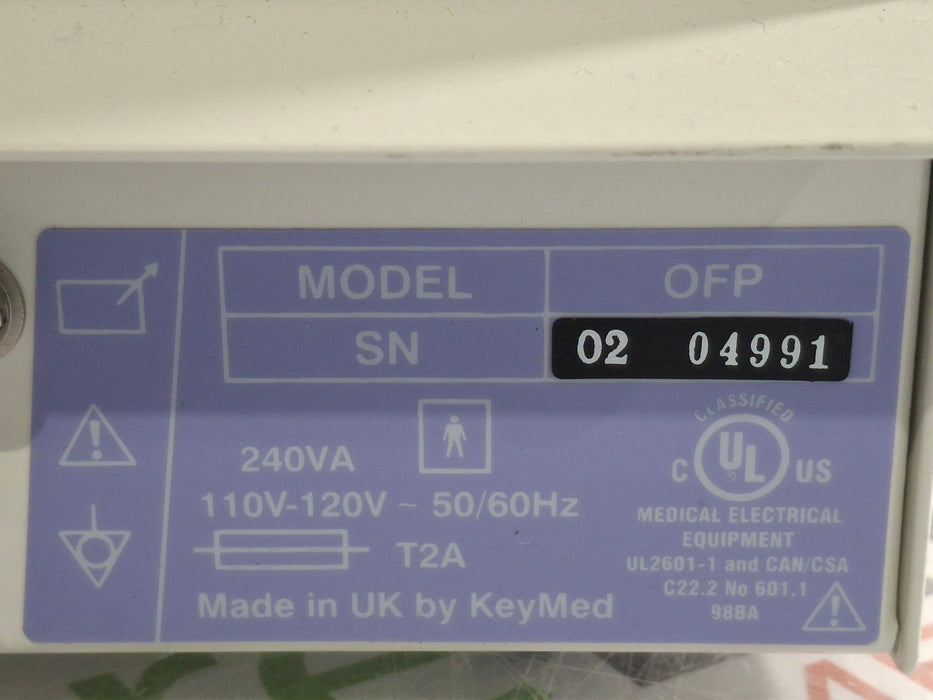 MODEL OFP
SN 02 04991
240VA
110V-120V ~ 50/60Hz
T2A
Made in UK by KeyMed
CLASSIFIED
C UL US
MEDICAL ELECTRICAL
EQUIPMENT
UL2601-1 and CAN/CSA
C22.2 No 601.1
98BA